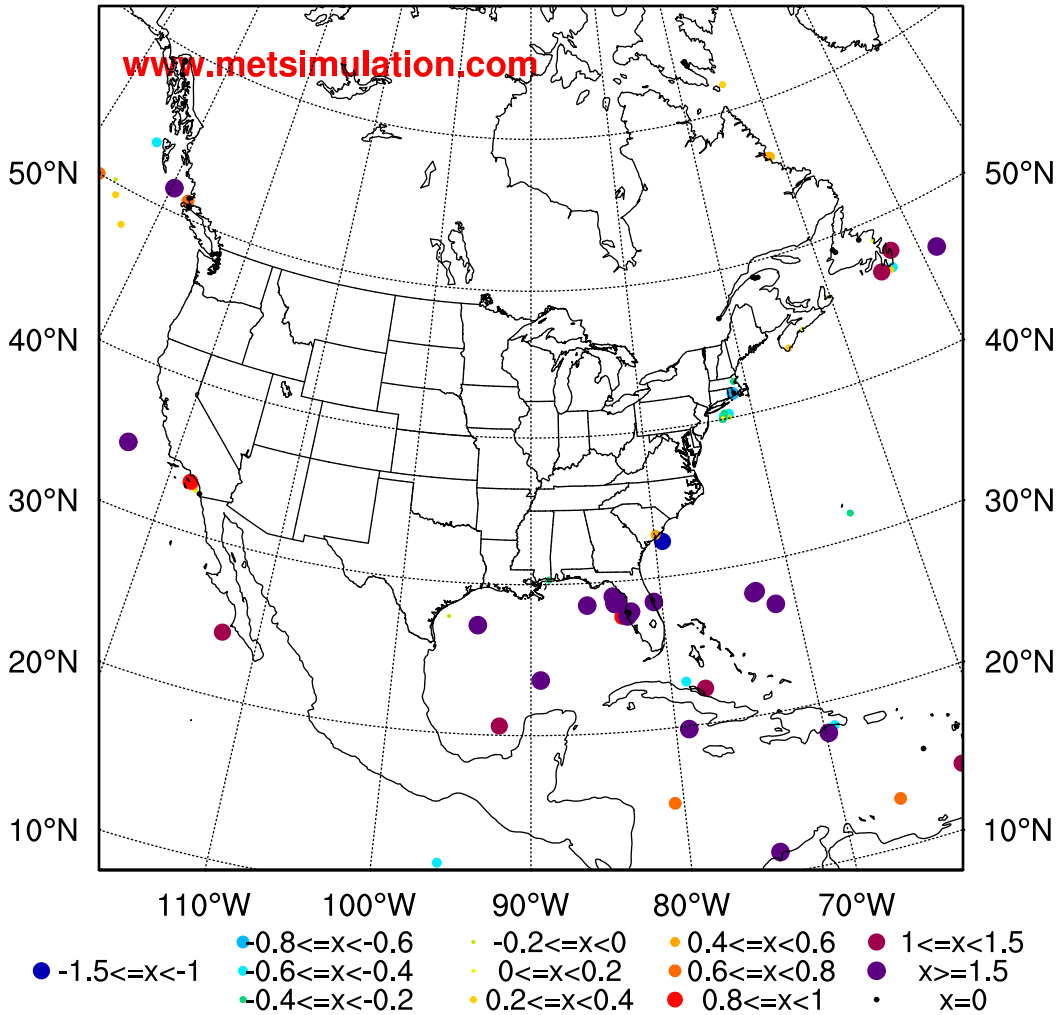 www.metsimulation.com
50°N 50°N
40°N 40°N
30°N 30°N
20°N 20°N
10°N 10°N
110°W 100°W 90°W 80°W 70°W
-0.8<=x<-0.6 -0.2<=x<0 0.4<=x<0.6 1<=x<1.5
-1.5<=x<-1 -0.6<=x<-0.4 0<=x<0.2 0.6<=x<0.8 x>=1.5
-0.4<=x<-0.2 0.2<=x<0.4 0.8<=x<1 x=0